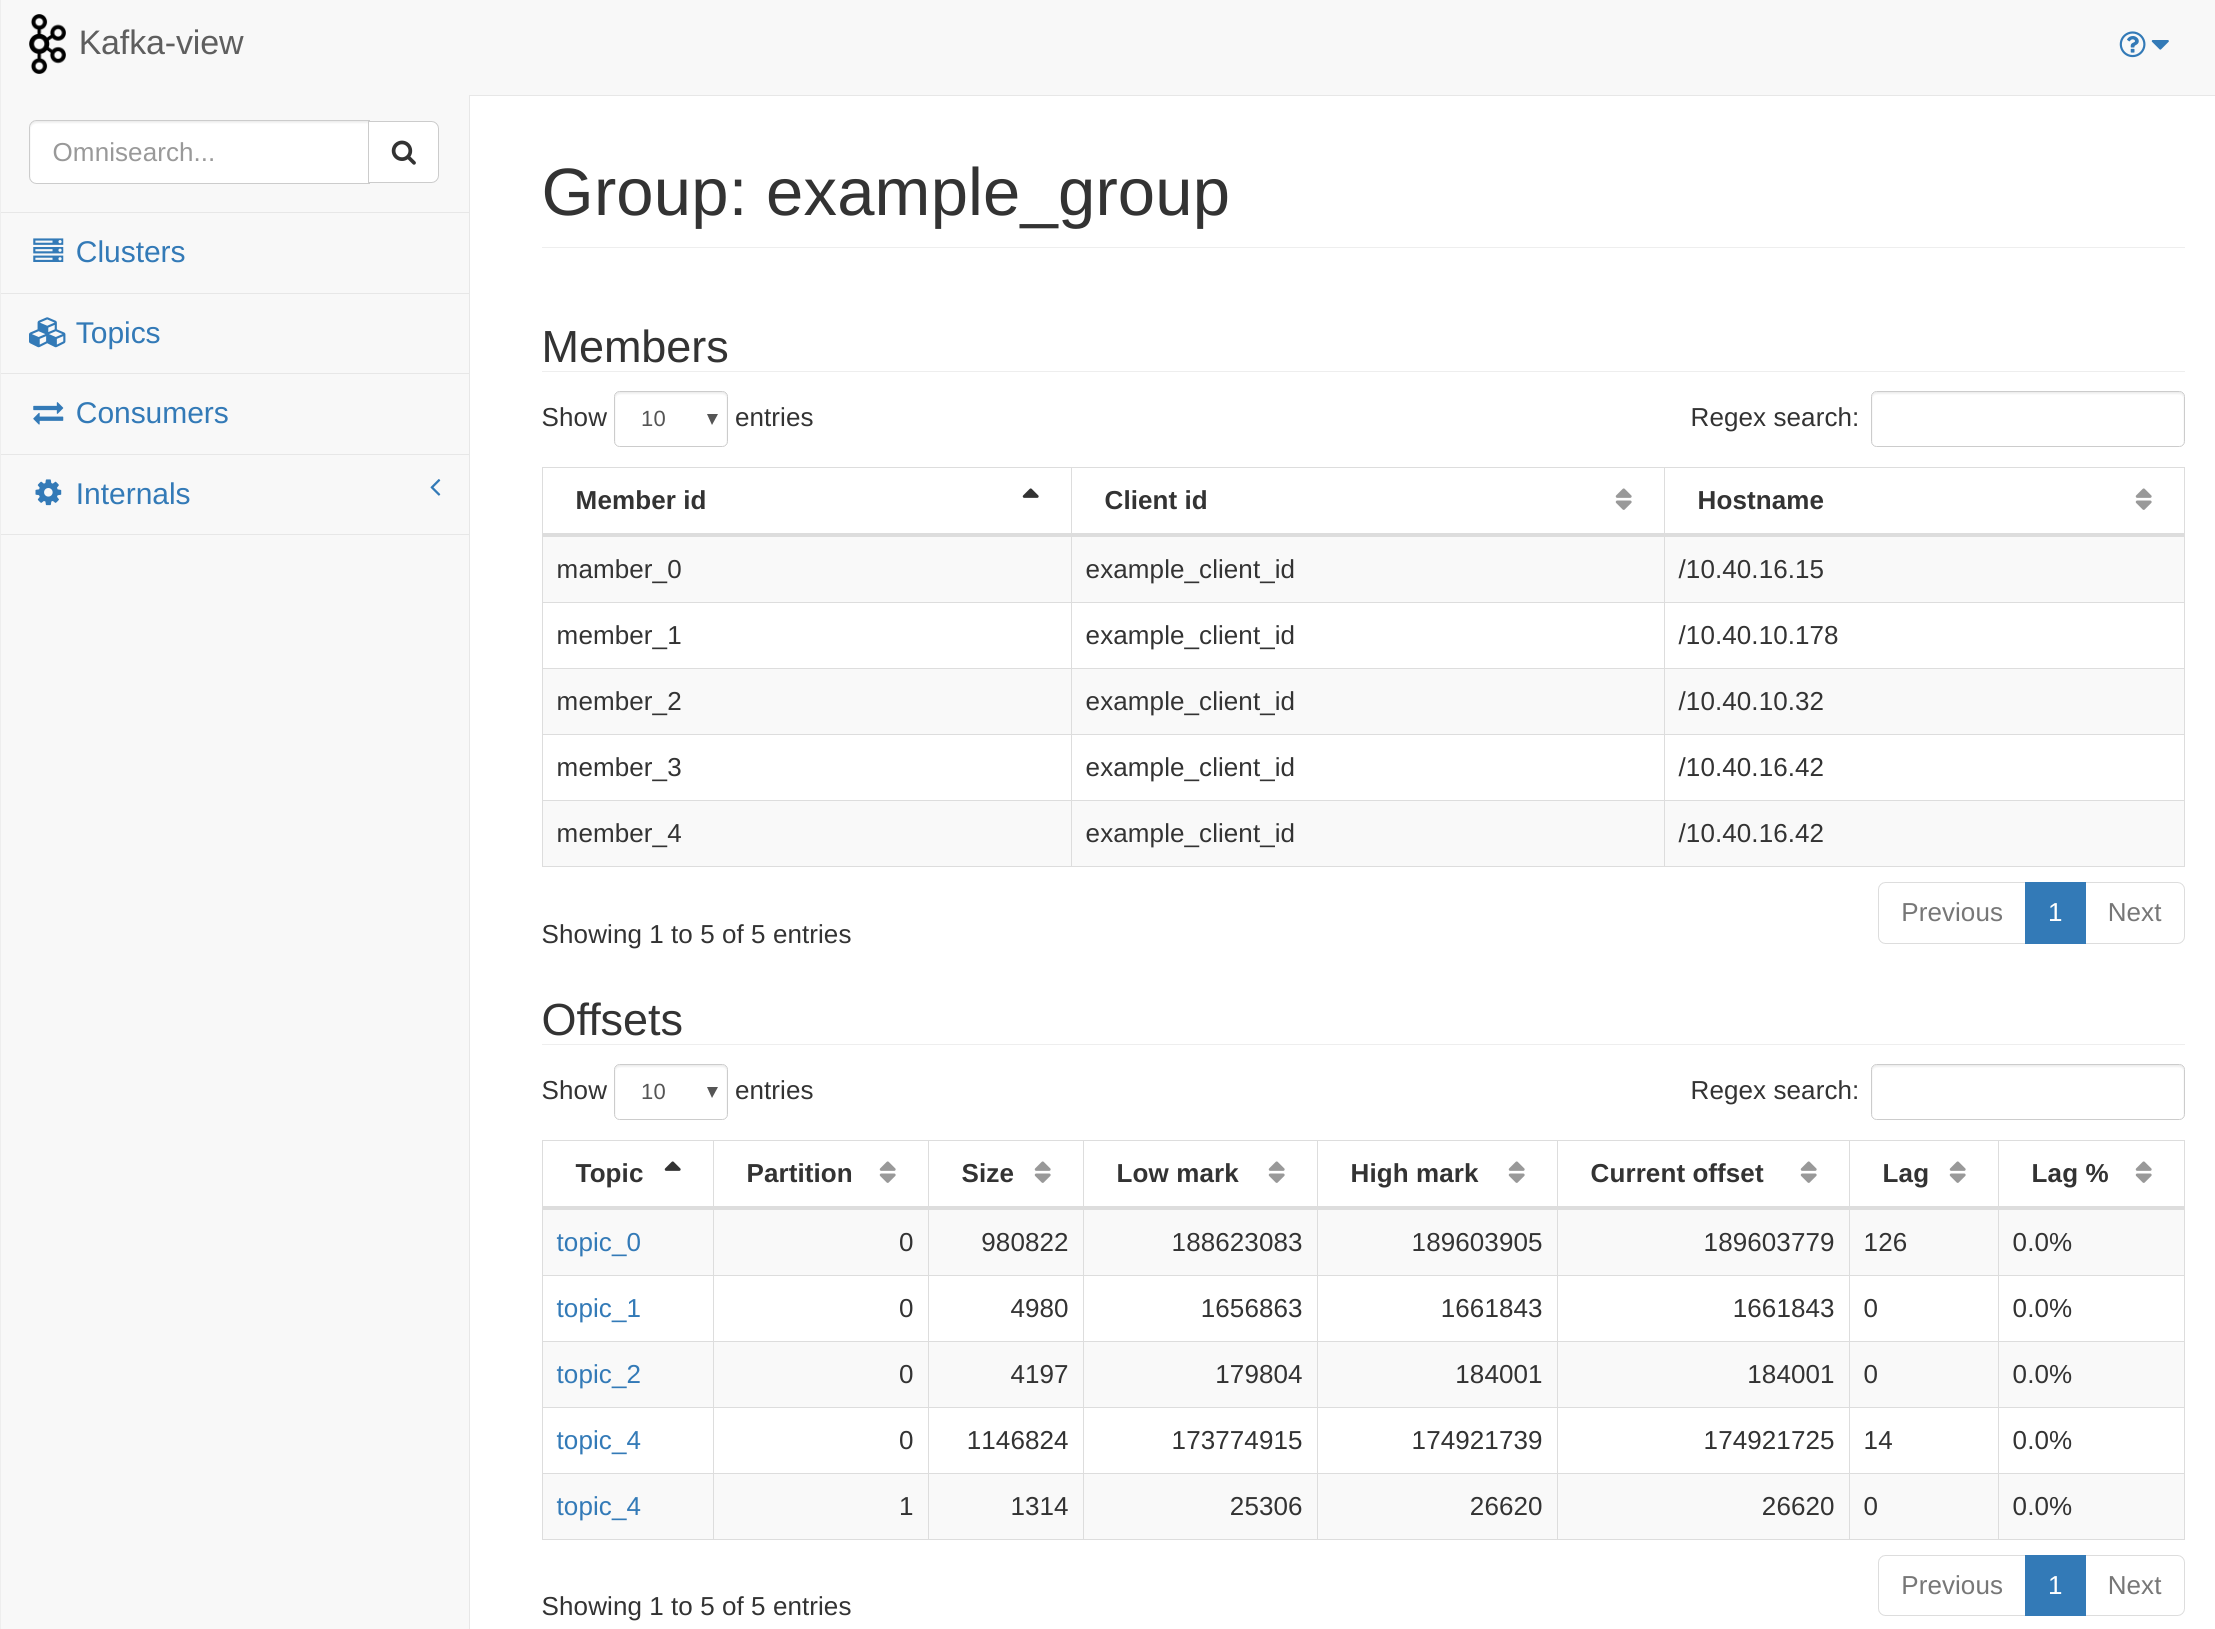 Kafka-view
Omnisearch...
Clusters
Topics
Consumers
Internals
Group: example_group
Members
Show 10 entries Regex search:
Member id Client id Hostname
mamber_0 example_client_id /10.40.16.15
member_1 example_client_id /10.40.10.178
member_2 example_client_id /10.40.10.32
member_3 example_client_id /10.40.16.42
member_4 example_client_id /10.40.16.42
Showing 1 to 5 of 5 entries Previous 1 Next
Offsets
Show 10 entries Regex search:
Topic Partition Size Low mark High mark Current offset Lag Lag %
topic_0 0 980822 188623083 189603905 189603779 126 0.0%
topic_1 0 4980 1656863 1661843 1661843 0 0.0%
topic_2 0 4197 179804 184001 184001 0 0.0%
topic_4 0 1146824 173774915 174921739 174921725 14 0.0%
topic_4 1 1314 25306 26620 26620 0 0.0%
Showing 1 to 5 of 5 entries Previous 1 Next